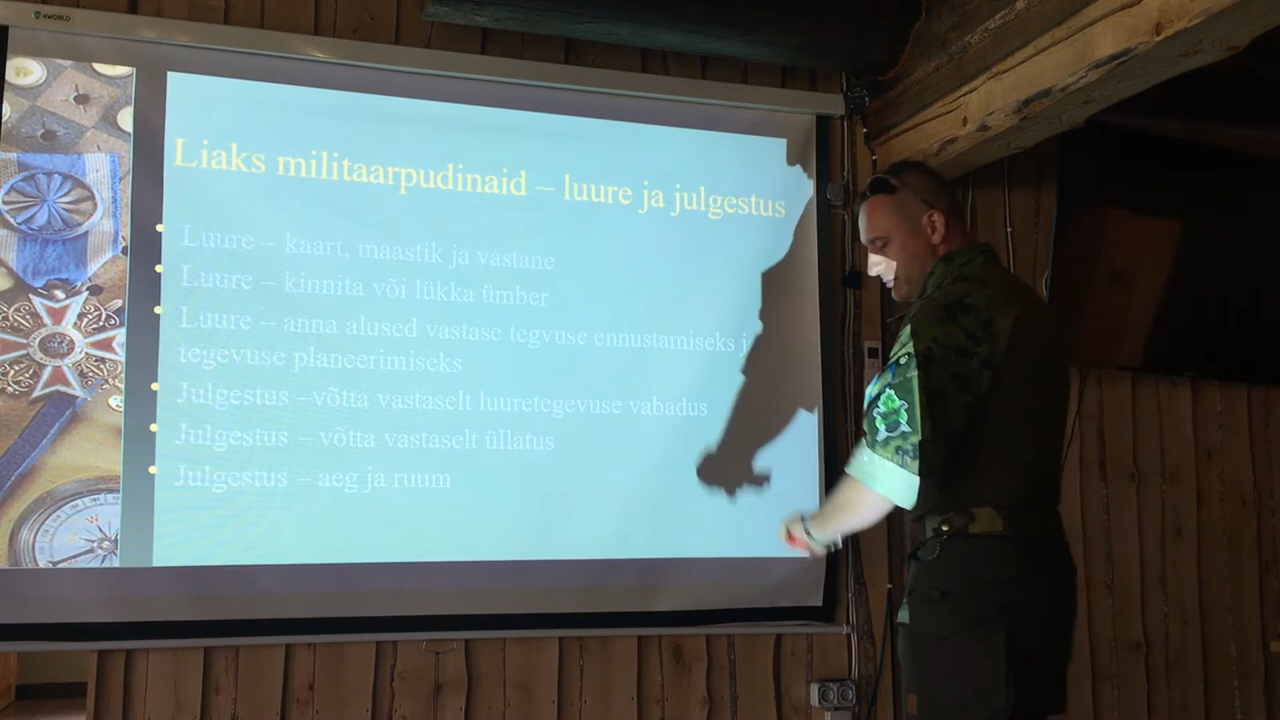 eWORLD
Liaks militaarpudinaid – luure ja julgestus
Luure – kaart, maastik ja vastane
Luure – kinnita või lükka ümber
Luure – anna alused vastase tegvuse ennustamiseks
tegevuse planeerimiseks
Julgestus –võtta vastaselt luuretegevuse vabadus
Julgestus – võtta vastaselt üllatus
Julgestus – aeg ja ruum